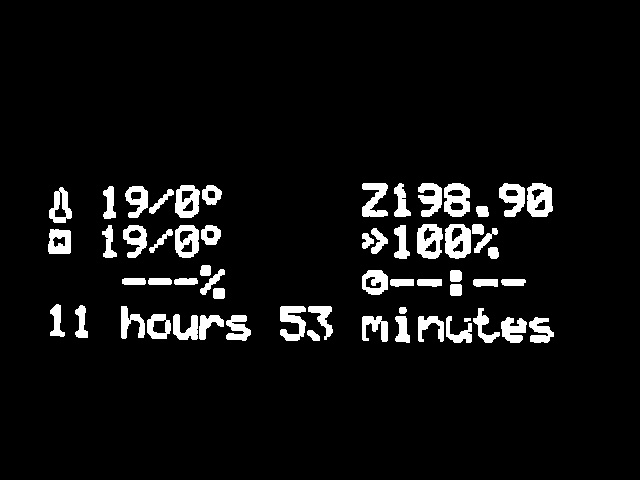 19/0° Z198.90
19/0° »100%
---% --:--
11 hours 53 minutes